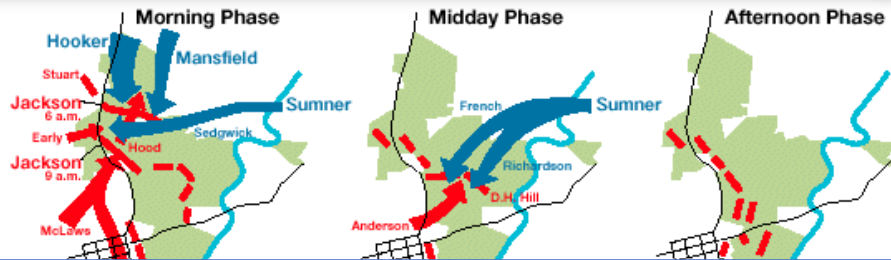 Morning Phase
Hooker
Mansfield
Stuart
Jackson
6 a.m.
Sumner
Early
Sedgwick
Hood
Jackson
9 a.m.
McLaws
Midday Phase
French
Sumner
Richardson
D.H. Hill
Anderson
Afternoon Phase